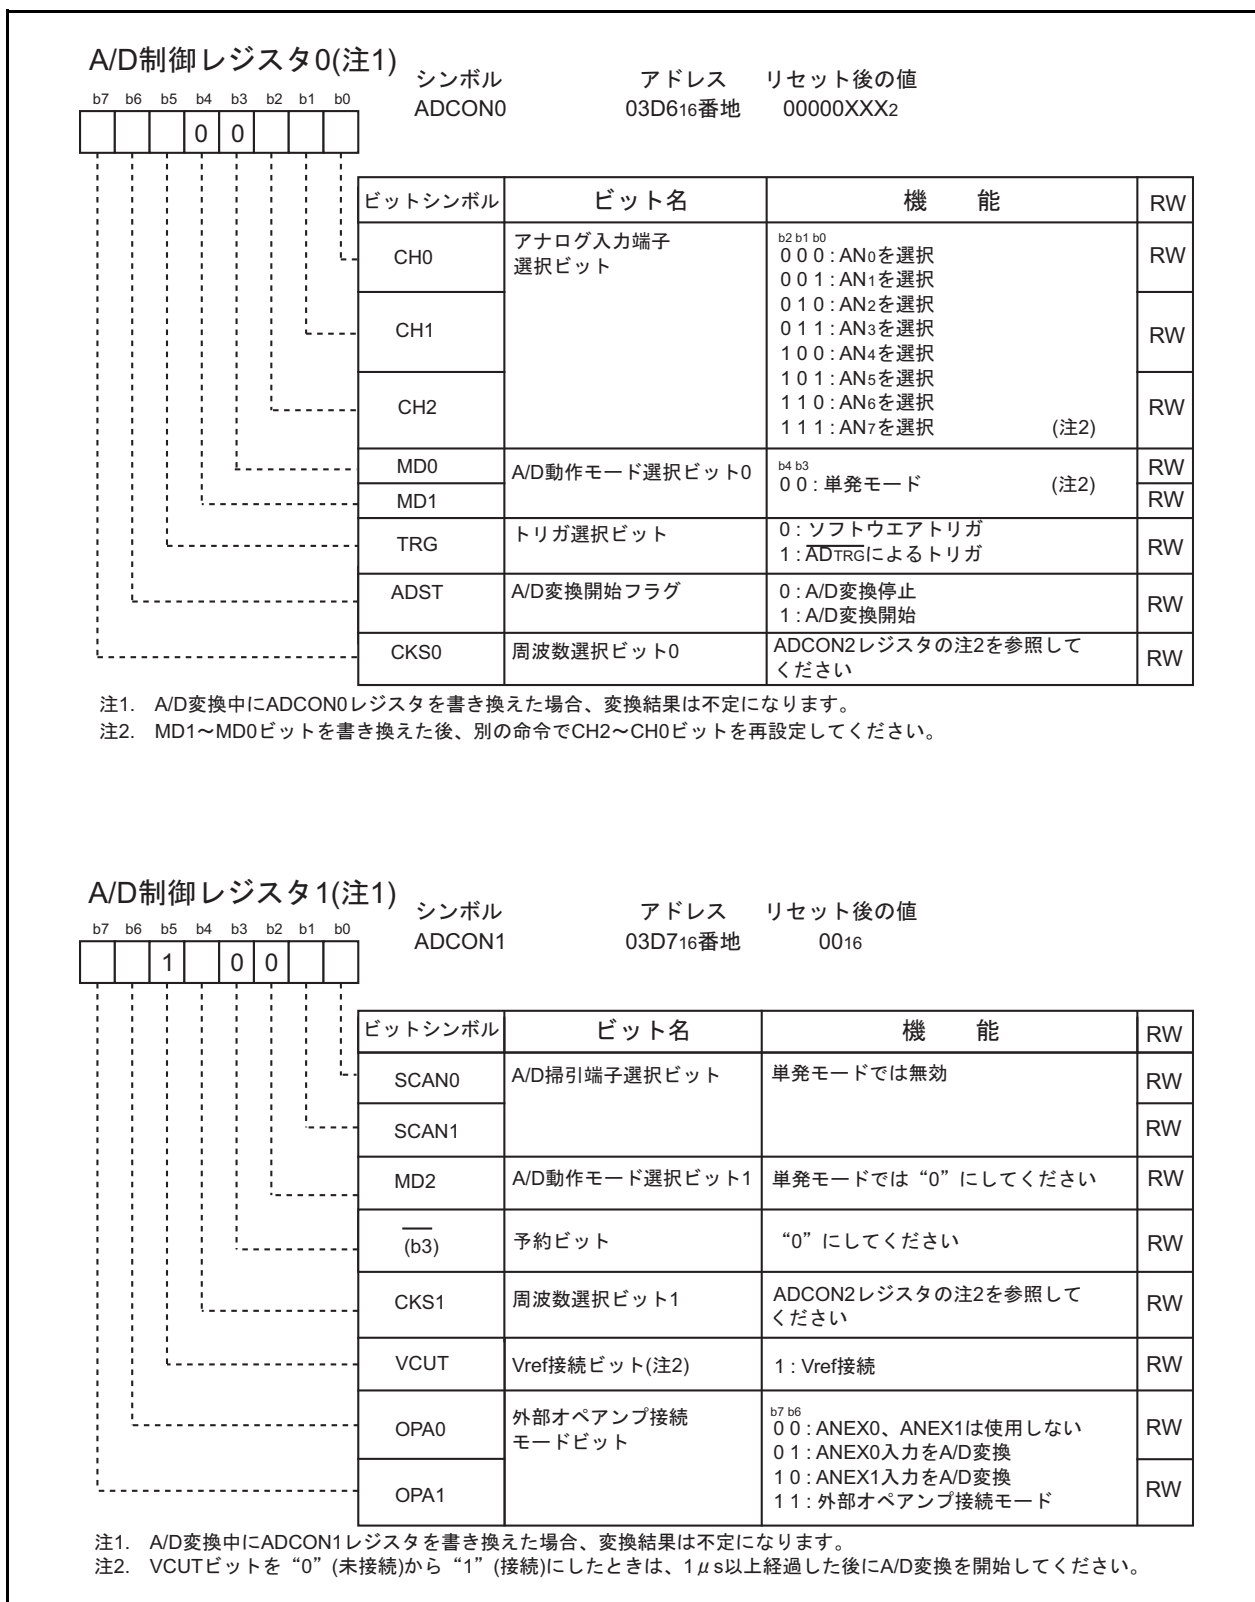 A/D制御レジスタ0(注1)
シンボル アドレス リセット後の値
ADCON0 03D616番地 00000XXX2
b7 b6 b5 b4 b3 b2 b1 b0
0 0
ビットシンボル ビット名 機 能 RW
CH0 アナログ入力端子 選択ビット RW
b2 b1 b0
0 0 0 : AN0を選択
0 0 1 : AN1を選択
CH1 RW
0 1 0 : AN2を選択
0 1 1 : AN3を選択
1 0 0 : AN4を選択
CH2 RW
1 0 1 : AN5を選択
1 1 0 : AN6を選択
1 1 1 : AN7を選択 (注2)
MD0 A/D動作モード選択ビット0 RW
b4 b3
0 0 : 単発モード (注2)
MD1 RW
TRG トリガ選択ビット 0 : ソフトウエアトリガ RW
1 : ADTRGによるトリガ
ADST A/D変換開始フラグ 0 : A/D変換停止 RW
1 : A/D変換開始
CKS0 周波数選択ビット0 ADCON2レジスタの注2を参照して RW
ください
注1. A/D変換中にADCON0レジスタを書き換えた場合、変換結果は不定になります。
注2. MD1～MD0ビットを書き換えた後、別の命令でCH2～CH0ビットを再設定してください。
A/D制御レジスタ1(注1)
シンボル アドレス リセット後の値
ADCON1 03D716番地 0016
b7 b6 b5 b4 b3 b2 b1 b0
1 0 0
ビットシンボル ビット名 機 能 RW
SCAN0 A/D掃引端子選択ビット 単発モードでは無効 RW
SCAN1 RW
MD2 A/D動作モード選択ビット1 単発モードでは“0”にしてください RW
(b3) 予約ビット “0”にしてください RW
CKS1 周波数選択ビット1 ADCON2レジスタの注2を参照して RW
ください
VCUT Vref接続ビット(注2) 1 : Vref接続 RW
OPA0 外部オペアンプ接続 モードビット RW
b7 b6
0 0 : ANEX0、ANEX1は使用しない
0 1 : ANEX0入力をA/D変換
OPA1 RW
1 0 : ANEX1入力をA/D変換
1 1 : 外部オペアンプ接続モード
注1. A/D変換中にADCON1レジスタを書き換えた場合、変換結果は不定になります。
注2. VCUTビットを“0”(未接続)から“1”(接続)にしたときは、1μs以上経過した後にA/D変換を開始してください。